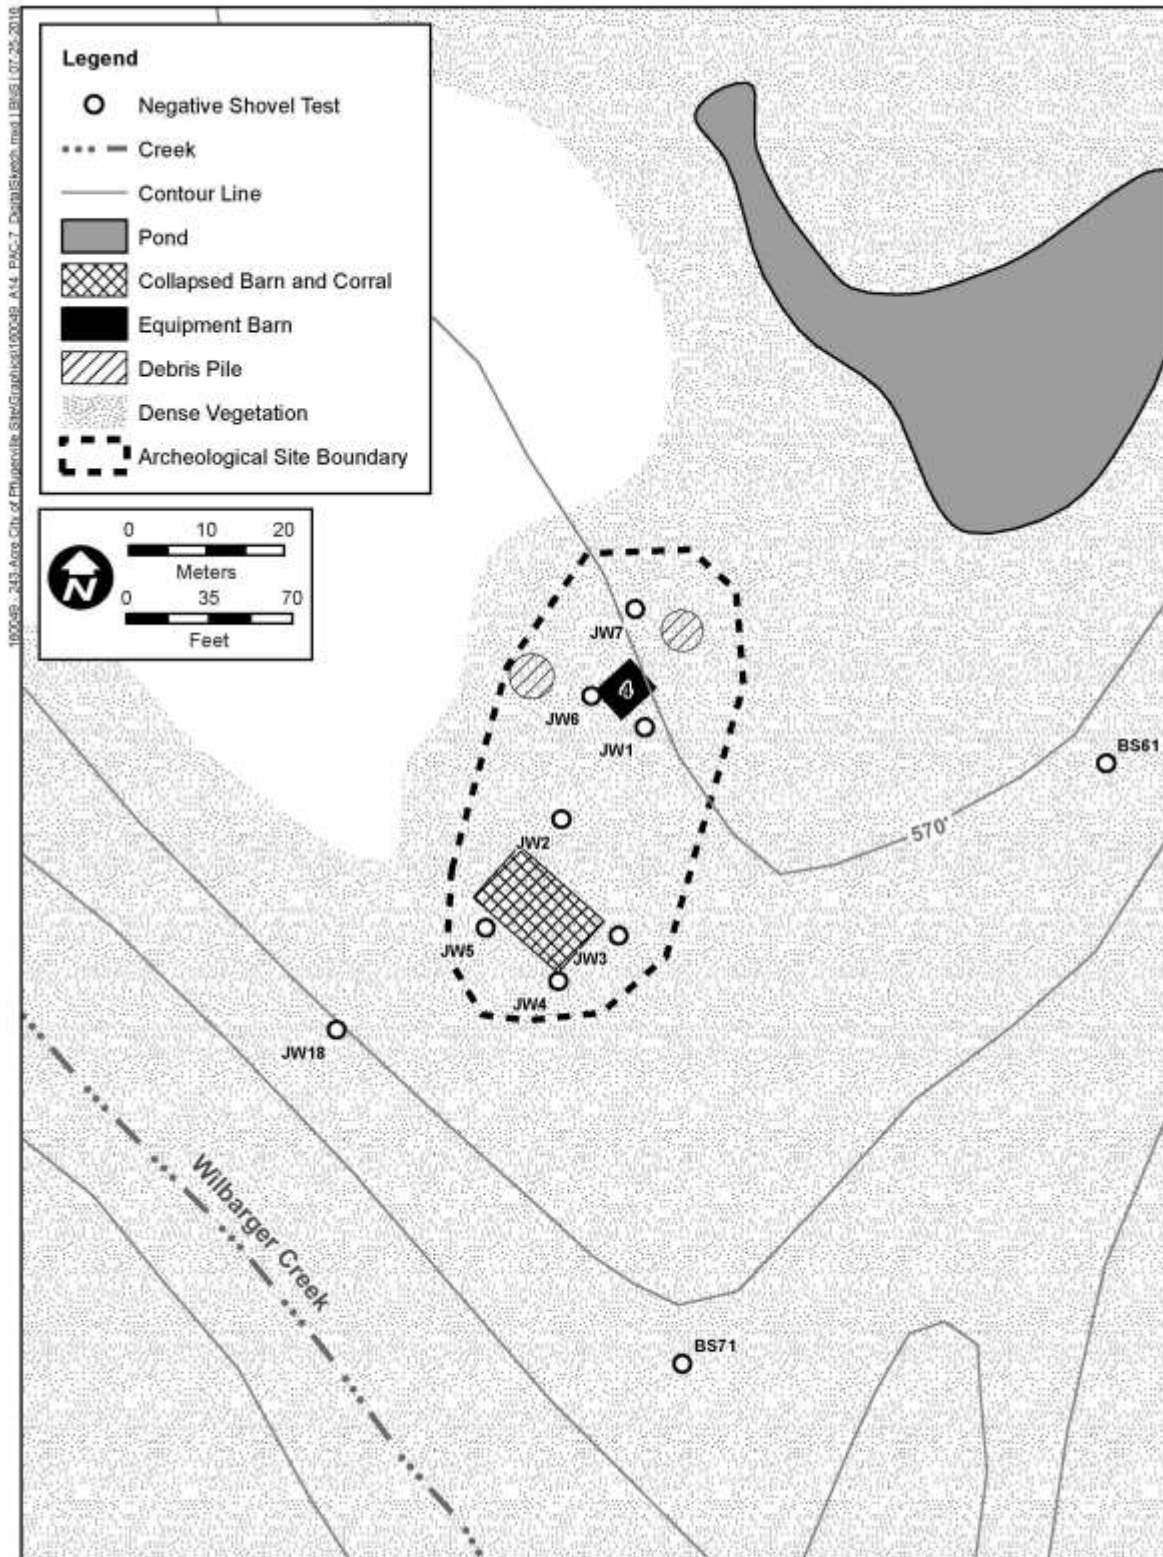 Legend
Negative Shovel Test
Creek
Contour Line
Pond
Collapsed Barn and Corral
Equipment Barn
Debris Pile
Dense Vegetation
Archeological Site Boundary
0 10 20
Meters
N
0 35 70
Feet
JW7
4
JW6
JW1
BS61
570'
JW2
JW5
JW3
JW4
JW18
Wilbarger Creek
BS71